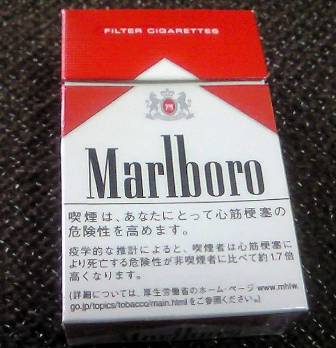 FILTER CIGARETTES
PM
Marlboro
喫煙は、あなたにとって心筋梗塞の
危険性を高めます。
疫学的な推計によると、喫煙者は心筋梗塞に
より死亡する危険性が非喫煙者に比べて約1.7倍
高くなります。
(詳細については、厚生労働省のホーム・ページ www.mhlw.
go.jp/topics/tobacco/main.html をご参照ください。)